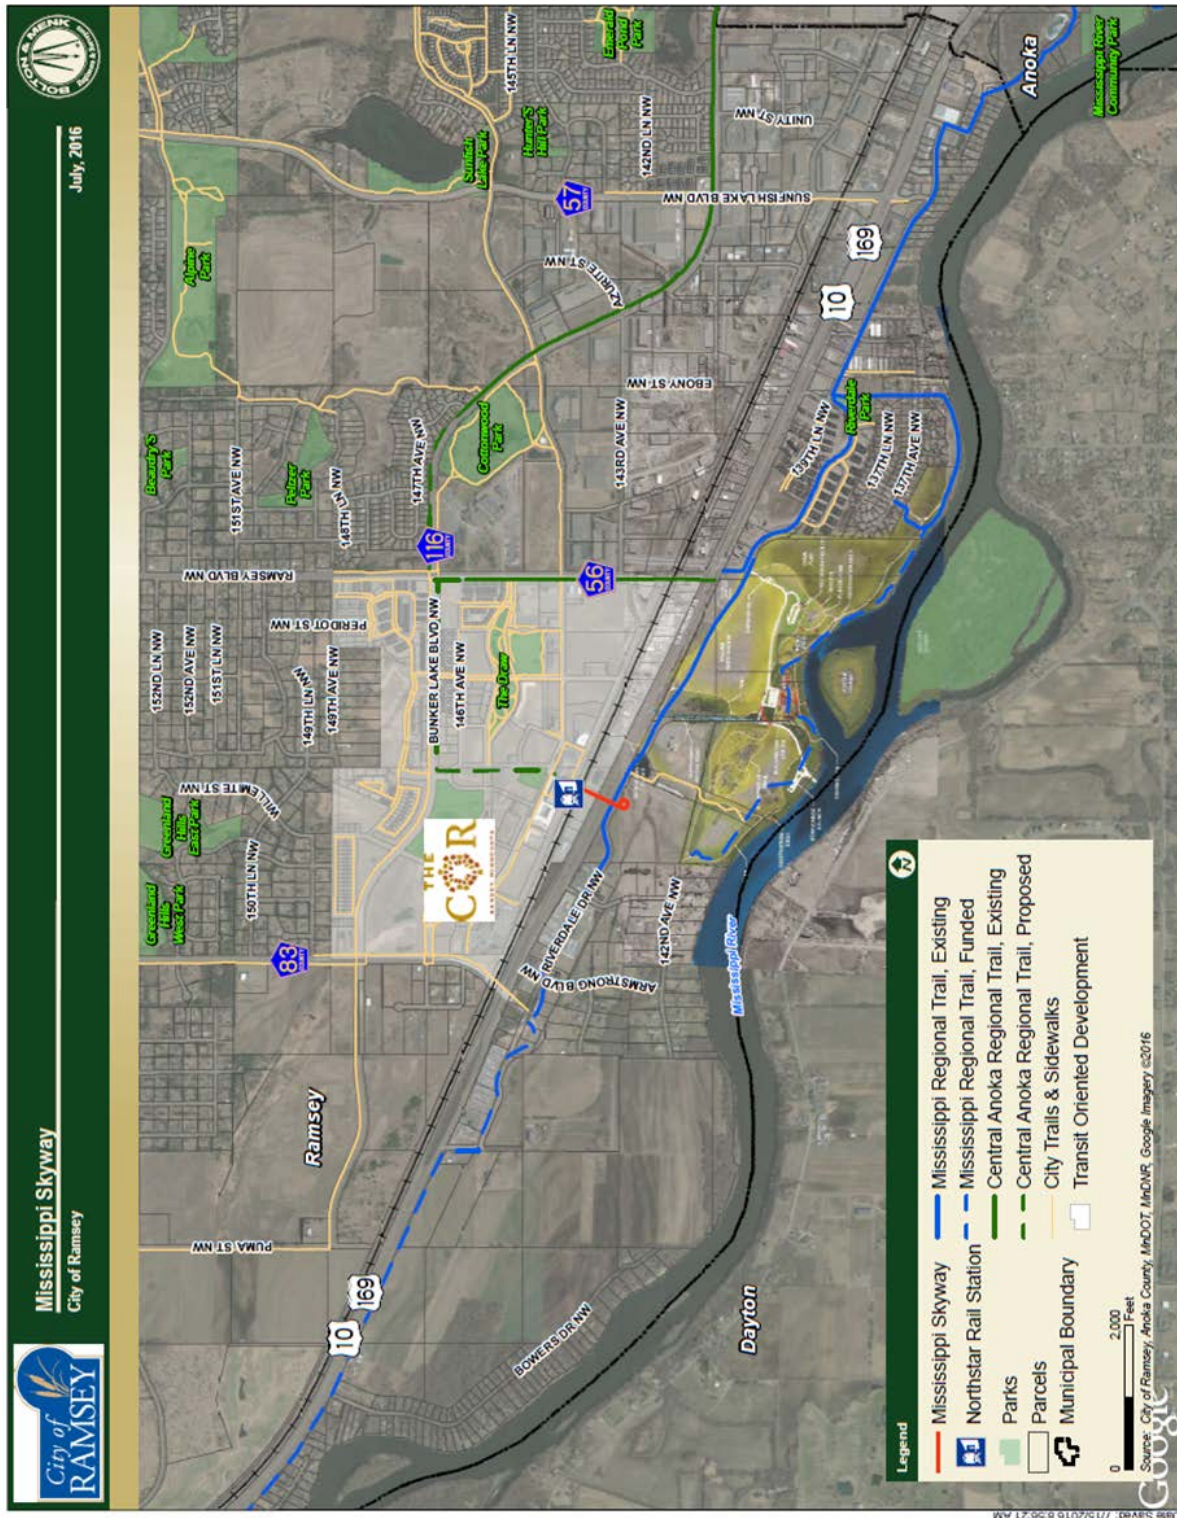 City of
RAMSEY
Mississippi Skyway
City of Ramsey
July, 2016
BOLTON & MENK
Beaudry'S
Park
Alpine
Park
Greenland
Hills
West Park
Greenland
Hills
East Park
Peltzer
Park
152ND LN NW
152ND AVE NW
151ST LN NW
151ST AVE NW
150TH LN NW
WILLEMITE ST NW
149TH LN NW
149TH AVE NW
148TH LN NW
PERIDOT ST NW
RAMSEY BLVD NW
147TH AVE NW
83
COUNTY
PUMA ST NW
Ramsey
THE
COR
BUNKER LAKE BLVD NW
116
COUNTY
146TH AVE NW
The Draw
Cottonwood
Park
Sunfish
Lake Park
145TH LN NW
Hunter'S
Hill Park
Emerald
Pond
Park
57
COUNTY
AZURITE ST NW
142ND LN NW
UNITY ST NW
SUNFISH LAKE BLVD NW
56
COUNTY
143RD AVE NW
EBONY ST NW
10
169
10
169
RIVERDALE DR NW
ARMSTRONG BLVD NW
142ND AVE NW
BOWERS DR NW
Mississippi River
139TH LN NW
Riverdale
Park
137TH LN NW
137TH AVE NW
Anoka
Mississippi River
Community Park
Dayton
Legend
N
Mississippi Skyway
Northstar Rail Station
Parks
Parcels
Municipal Boundary
Mississippi Regional Trail, Existing
Mississippi Regional Trail, Funded
Central Anoka Regional Trail, Existing
Central Anoka Regional Trail, Proposed
City Trails & Sidewalks
Transit Oriented Development
0 2,000
Feet
Source: City of Ramsey, Anoka County, MnDOT, MnDNR, Google Imagery ©2016
Google